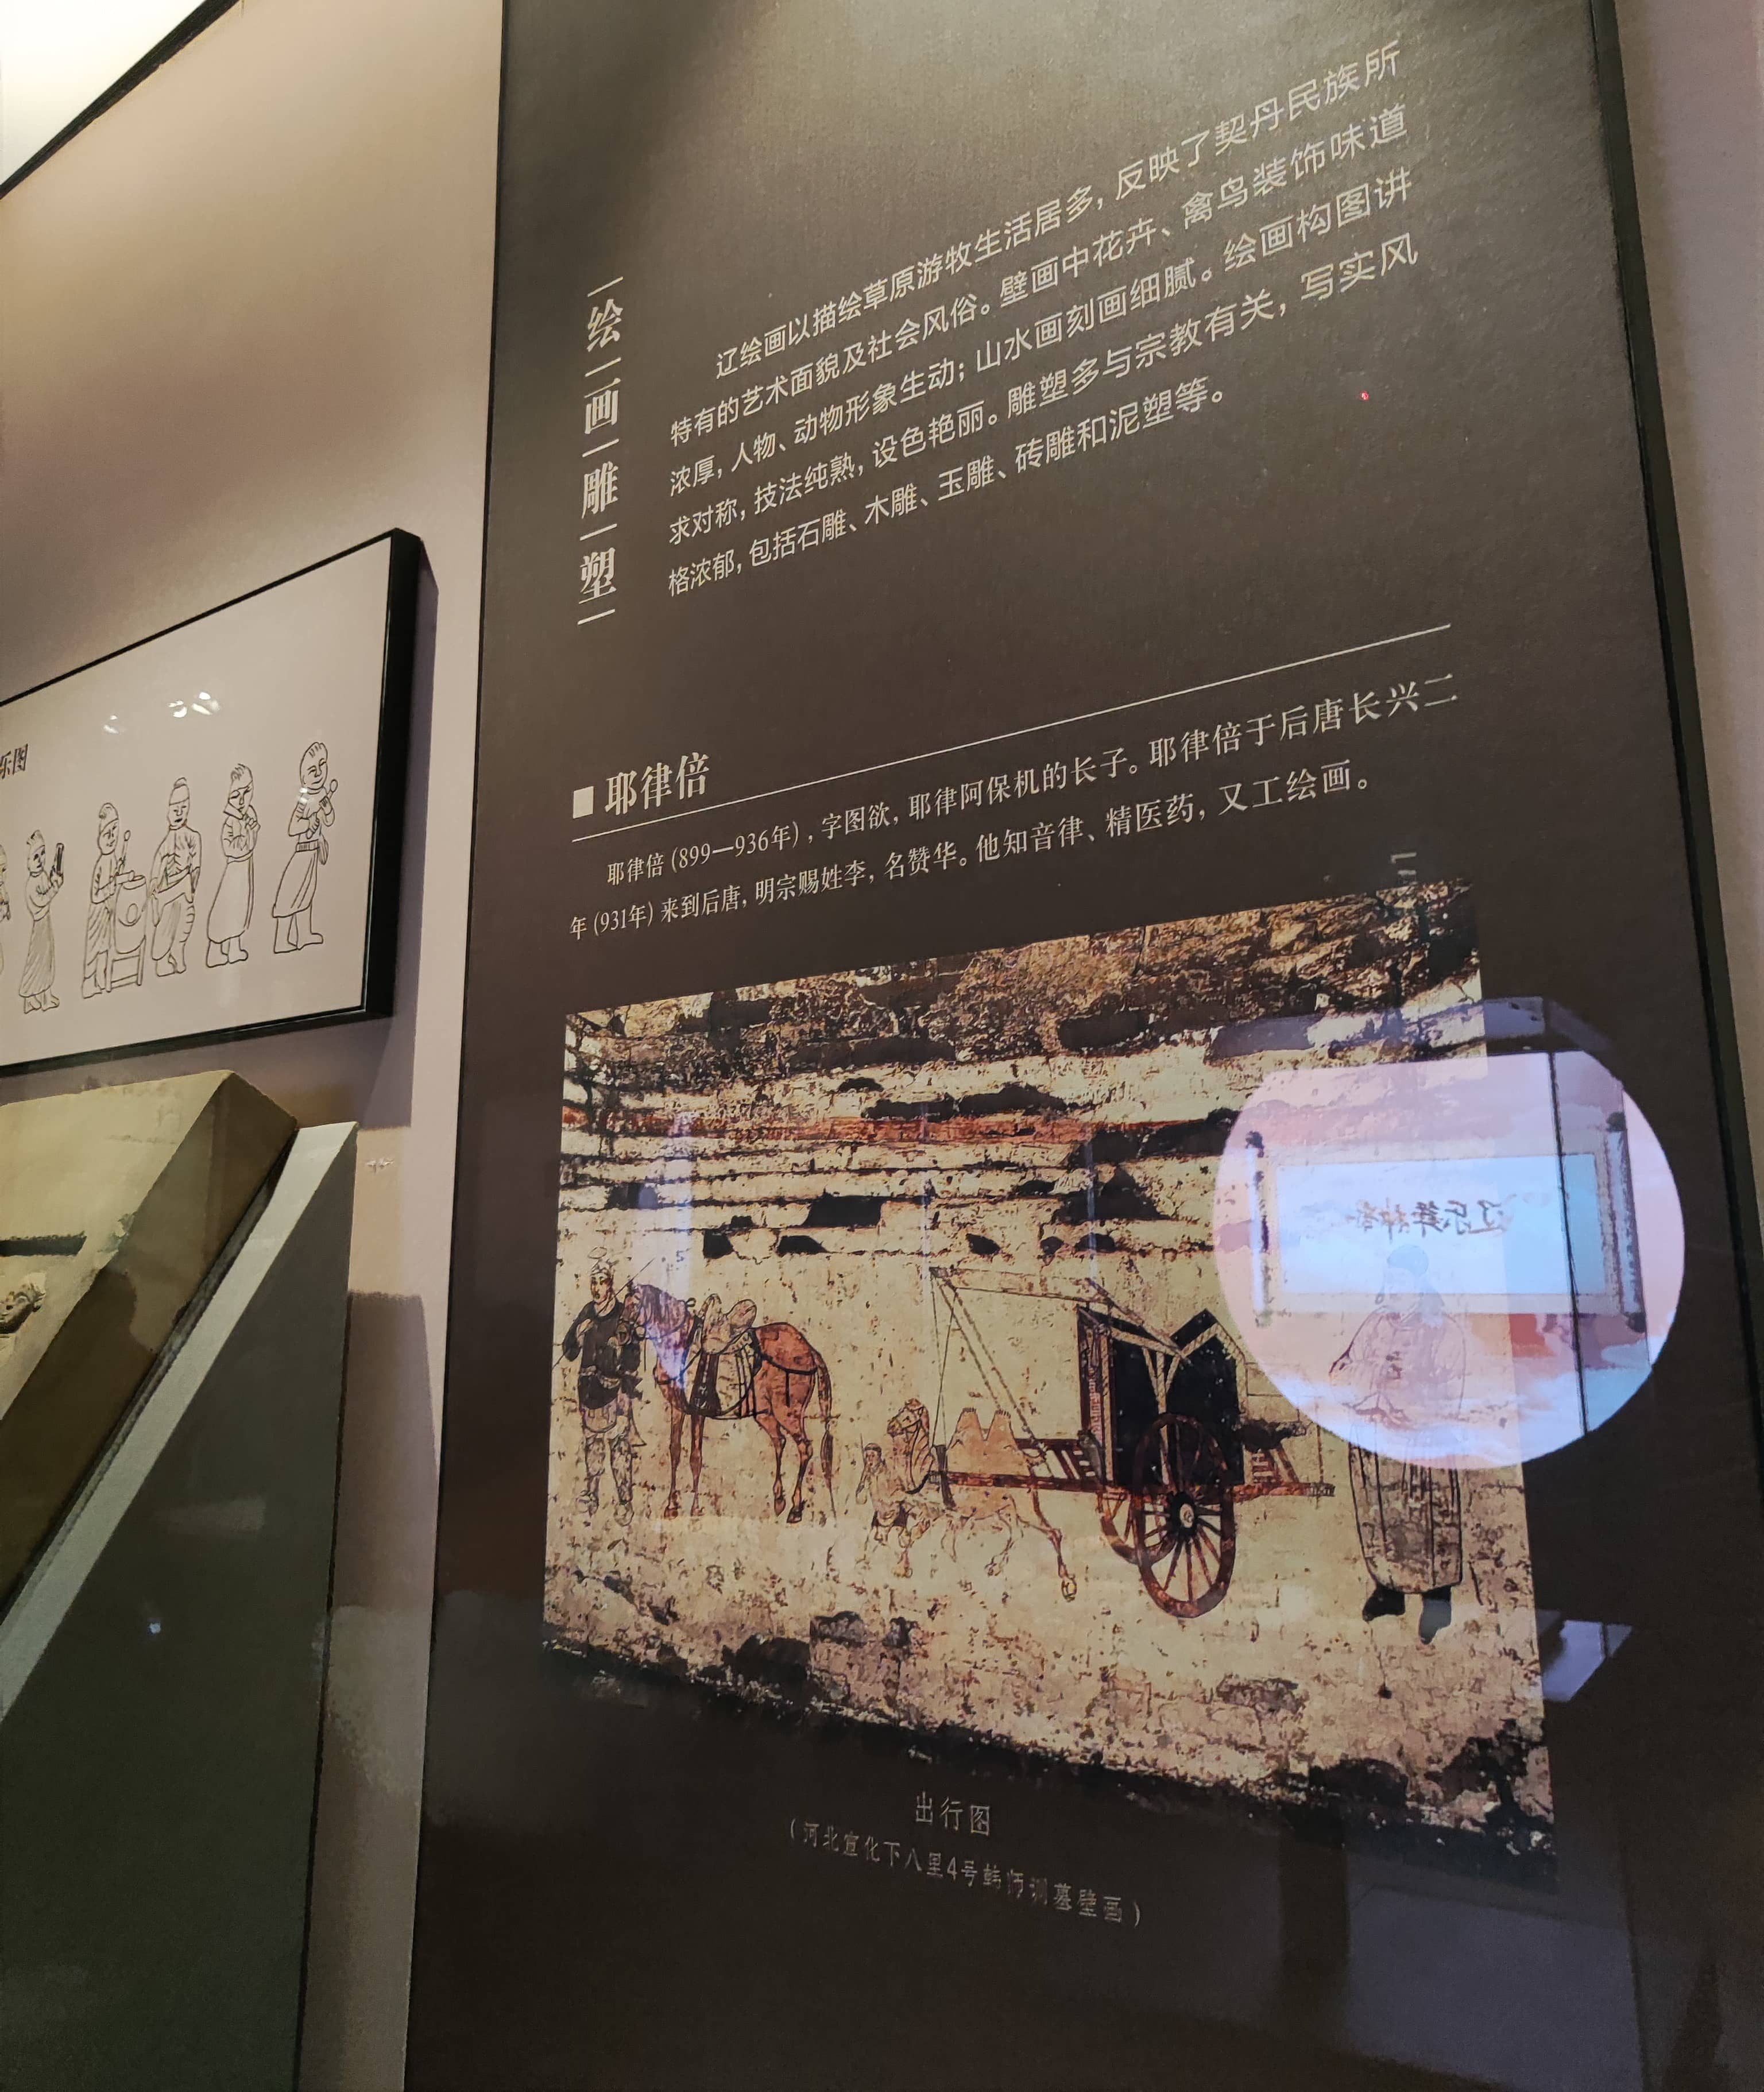 绘画雕塑
辽绘画以描绘草原游牧生活居多，反映了契丹民族所
特有的艺术面貌及社会风俗。壁画中花卉、禽鸟装饰味道
浓厚，人物、动物形象生动；山水画刻画细腻。绘画构图讲
求对称，技法纯熟，设色艳丽。雕塑多与宗教有关，写实风
格浓郁，包括石雕、木雕、玉雕、砖雕和泥塑等。
■耶律倍
耶律倍（899—936年），字图欲，耶律阿保机的长子。耶律倍于后唐长兴二
年（931年）来到后唐，明宗赐姓李，名赞华。他知音律、精医药，又工绘画。
出行图
（河北宣化下八里4号韩师训墓壁画）
乐图